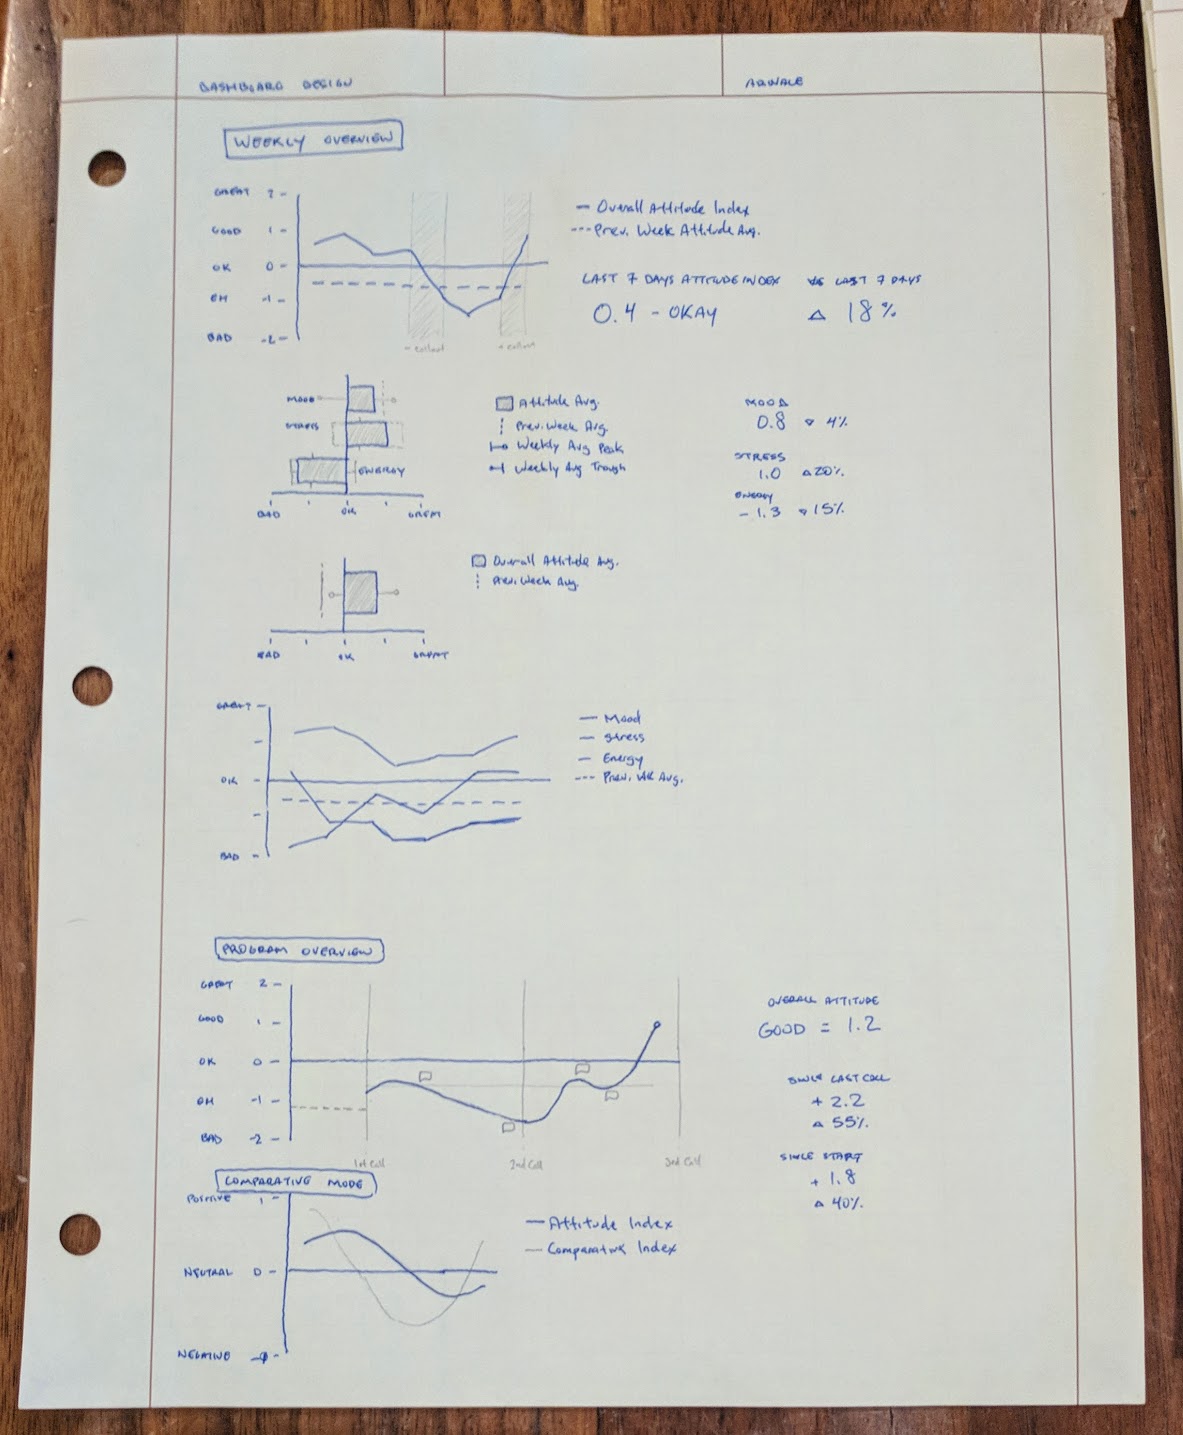 DASHBOARD DESIGN
WEEKLY OVERVIEW
GREAT 2
GOOD 1
OK 0
EH -1
BAD -2
Overall Attitude Index
Prev. Week Attitude Avg.
LAST 7 DAYS ATTITUDE INDEX VS LAST 7 DAYS
0.4 - OKAY △ 18%
MOOD
STRESS
ENERGY
BAD OK GREAT
Attitude Avg.
Prev. Week Avg.
Weekly Avg Peak
Weekly Avg Trough
MOOD
0.8 ▽ 4%
STRESS
1.0 △ 20%
ENERGY
- 1.3 ▽ 15%
BAD OK GREAT
Overall Attitude Avg.
Prev. Week Avg.
GREAT
OK
BAD
Mood
Stress
Energy
Prev. WK Avg.
PROGRAM OVERVIEW
GREAT 2
GOOD 1
OK 0
EH -1
BAD -2
1st Call 2nd Call 3rd Call
OVERALL ATTITUDE
GOOD = 1.2
SINCE LAST CALL
+ 2.2
△ 55%
SINCE START
+ 1.8
△ 40%
COMPARATIVE MODE
POSITIVE 1
NEUTRAL 0
NEGATIVE
Attitude Index
Comparative Index